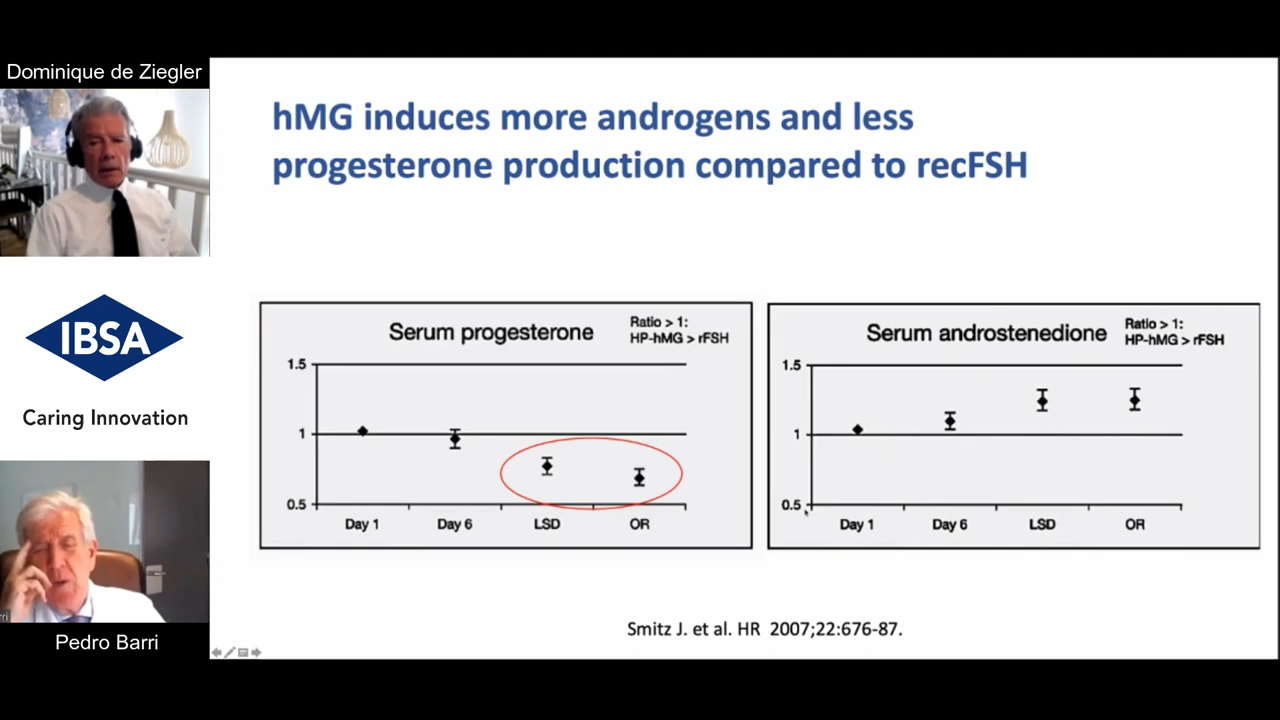 Dominique de Ziegler
IBSA
Caring Innovation
Pedro Barri
hMG induces more androgens and less
progesterone production compared to recFSH
Serum progesterone
Ratio > 1:
HP-hMG > rFSH
1.5
1
0.5
Day 1
Day 6
LSD
OR
Serum androstenedione
Ratio > 1:
HP-hMG > rFSH
1.5
1
0.5
Day 1
Day 6
LSD
OR
Smitz J. et al. HR 2007;22:676-87.